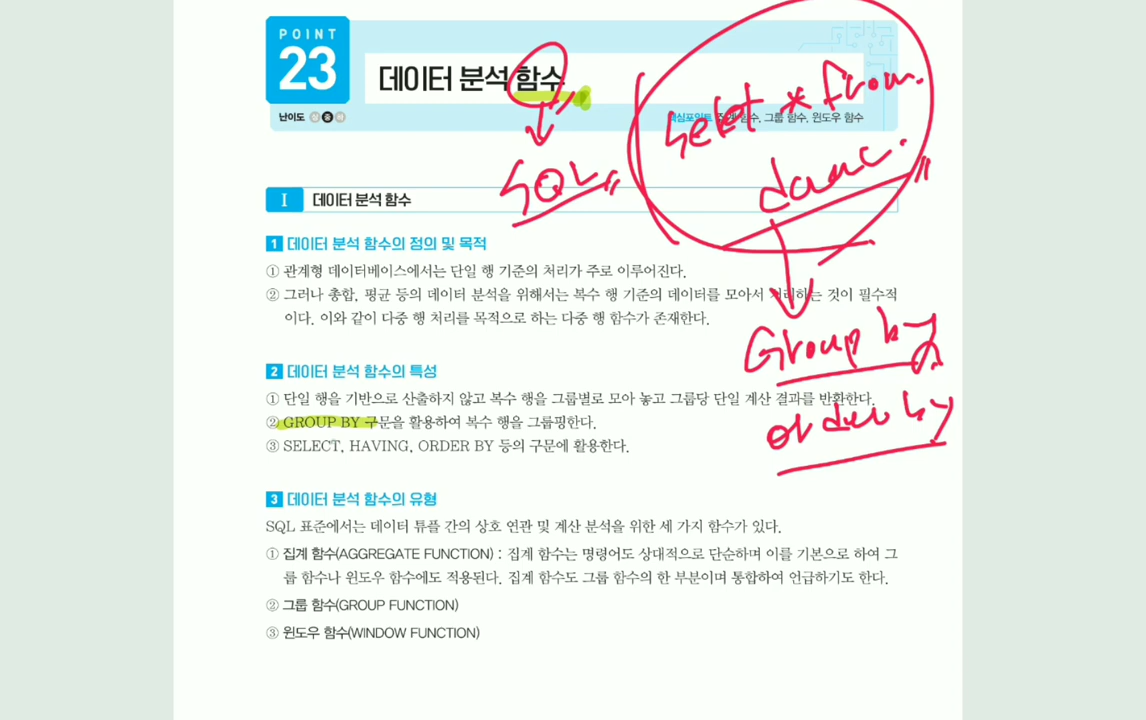 POINT
23
데이터 분석 함수
난이도 상 중 하
핵심포인트 집계 함수, 그룹 함수, 윈도우 함수
select * from.
SQL
Group by
order by
I 데이터 분석 함수
1 데이터 분석 함수의 정의 및 목적
① 관계형 데이터베이스에서는 단일 행 기준의 처리가 주로 이루어진다.
② 그러나 총합, 평균 등의 데이터 분석을 위해서는 복수 행 기준의 데이터를 모아서 처리하는 것이 필수적
이다. 이와 같이 다중 행 처리를 목적으로 하는 다중 행 함수가 존재한다.
2 데이터 분석 함수의 특성
① 단일 행을 기반으로 산출하지 않고 복수 행을 그룹별로 모아 놓고 그룹당 단일 계산 결과를 반환한다.
② GROUP BY 구문을 활용하여 복수 행을 그룹핑한다.
③ SELECT, HAVING, ORDER BY 등의 구문에 활용한다.
3 데이터 분석 함수의 유형
SQL 표준에서는 데이터 튜플 간의 상호 연관 및 계산 분석을 위한 세 가지 함수가 있다.
① 집계 함수(AGGREGATE FUNCTION) : 집계 함수는 명령어도 상대적으로 단순하며 이를 기본으로 하여 그
룹 함수나 윈도우 함수에도 적용된다. 집계 함수도 그룹 함수의 한 부분이며 통합하여 언급하기도 한다.
② 그룹 함수(GROUP FUNCTION)
③ 윈도우 함수(WINDOW FUNCTION)